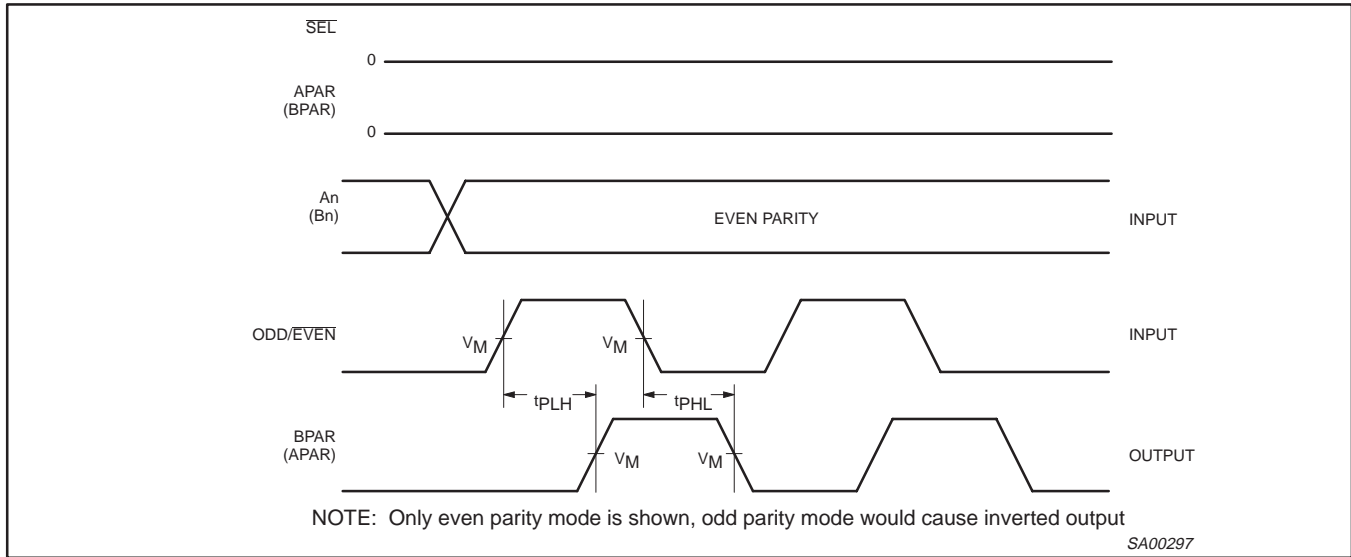 SEL
0
APAR
(BPAR)
0
An
(Bn)
EVEN PARITY
INPUT
ODD/EVEN
VM
VM
INPUT
tPLH
tPHL
BPAR
(APAR)
VM
VM
OUTPUT
NOTE: Only even parity mode is shown, odd parity mode would cause inverted output
SA00297